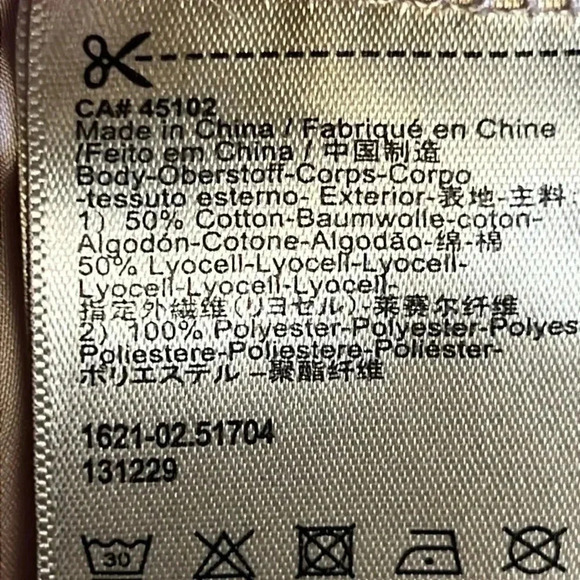 CA# 45102
Made in China / Fabriqué en Chine
/Feito em China / 中国制造
Body-Oberstoff-Corps-Corpo
-tessuto esterno- Exterior-表地-主料:
1) 50% Cotton-Baumwolle-coton-
Algodón-Cotone-Algodão-绵-棉
50% Lyocell-Lyocell-Lyocell-
Lyocell-Lyocell-Lyocell-
指定外繊维(リヨセル)-莱赛尔纤维
2) 100% Polyester-Polyester-Polyes
Poliestere-Poliestere-Poliéster-
ポリエステル -聚酯纤维
1621-02.51704
131229
30